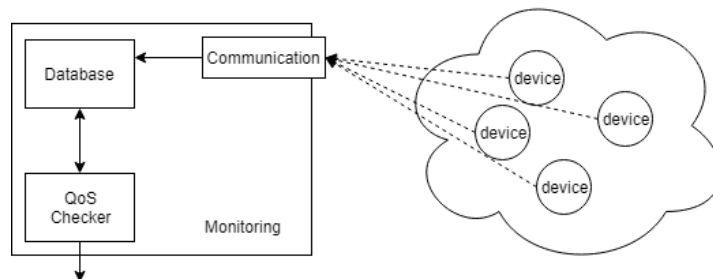 Communication
Database
QoS
Checker
Monitoring
device
device
device
device